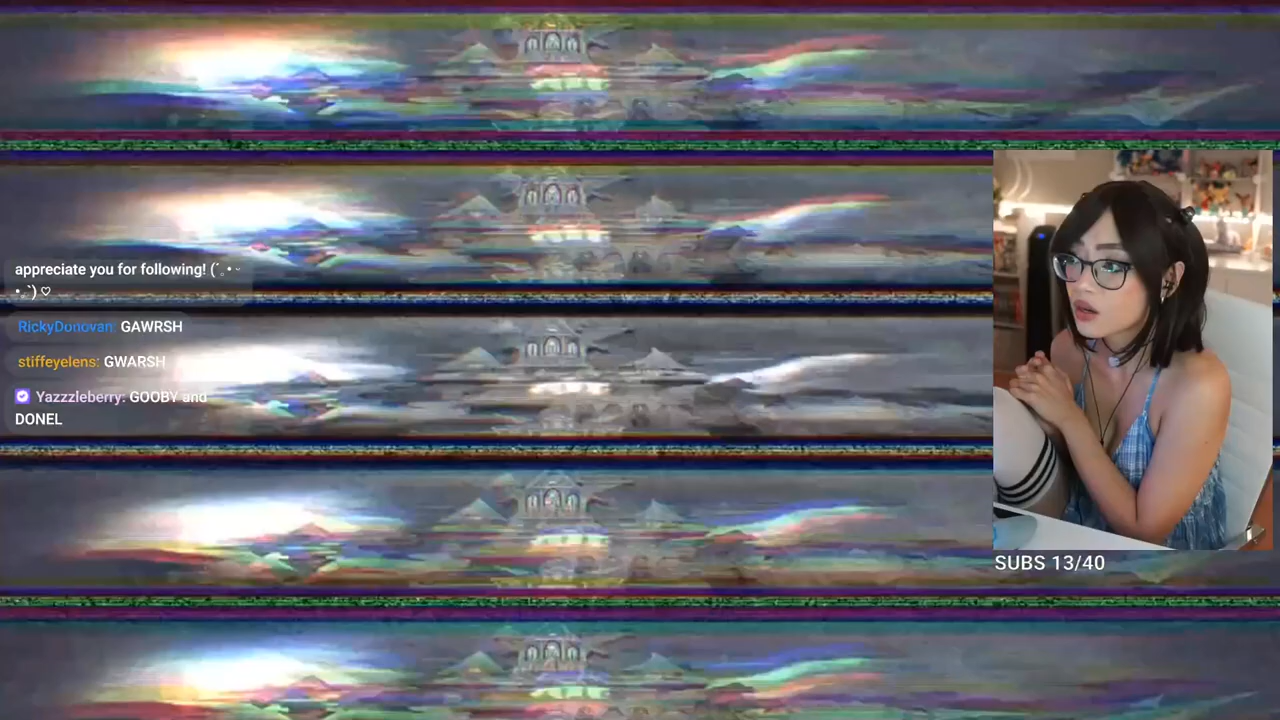 appreciate you for following! (´｡• ᵕ
•｡`) ♡
RickyDonovan: GAWRSH
stiffeyelens: GWARSH
Yazzzleberry: GOOBY and
DONEL
SUBS 13/40